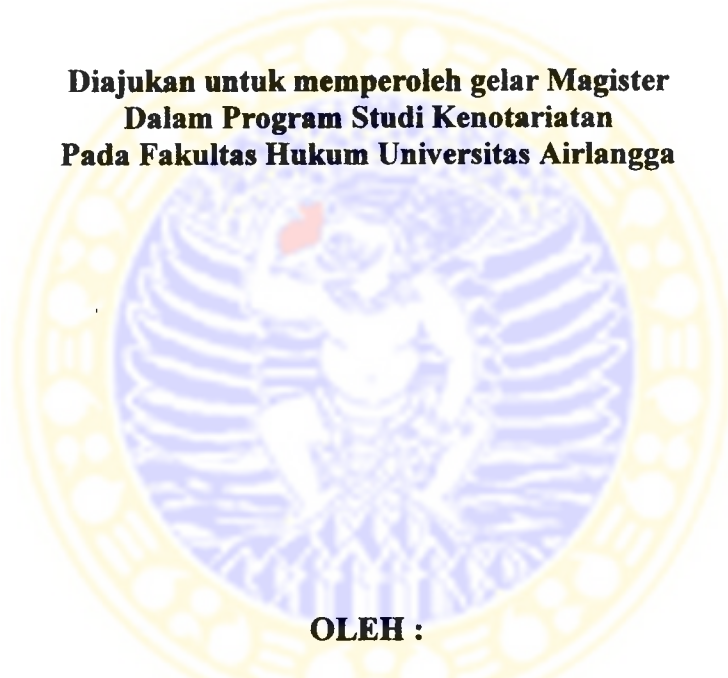 Diajukan untuk memperoleh gelar Magister
Dalam Program Studi Kenotariatan
Pada Fakultas Hukum Universitas Airlangga
OLEH :